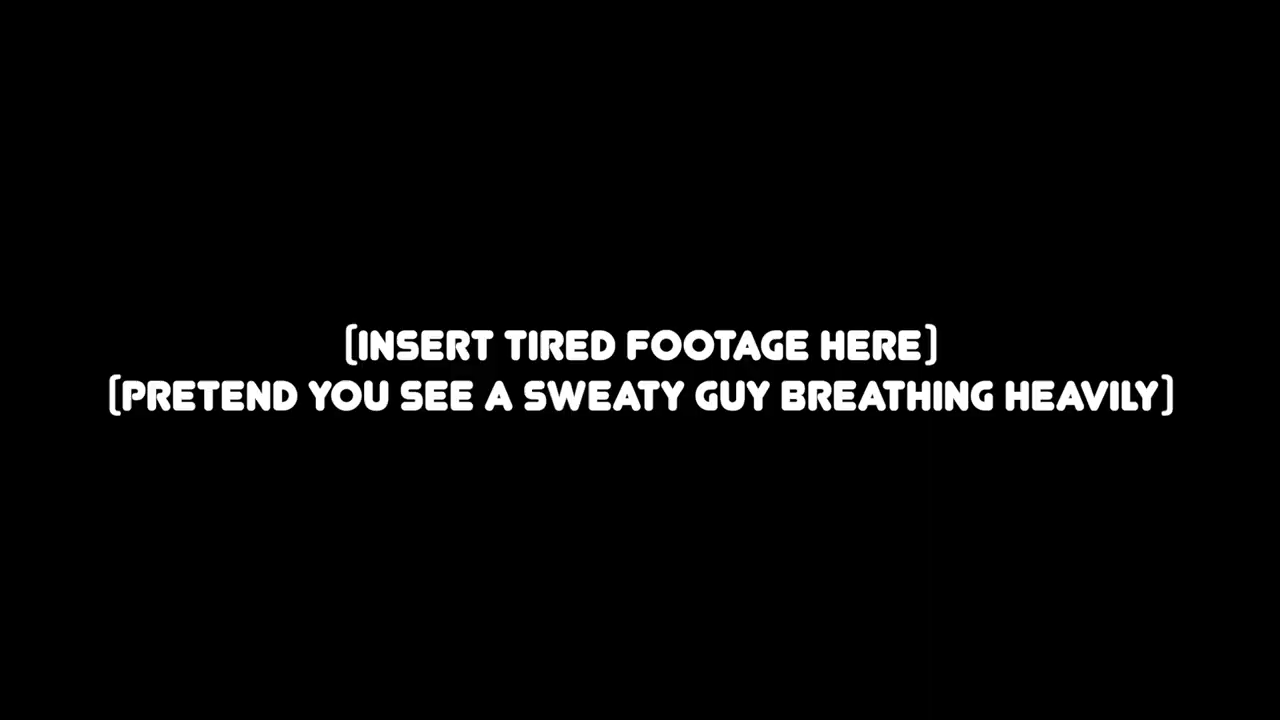 [INSERT TIRED FOOTAGE HERE]
[PRETEND YOU SEE A SWEATY GUY BREATHING HEAVILY]